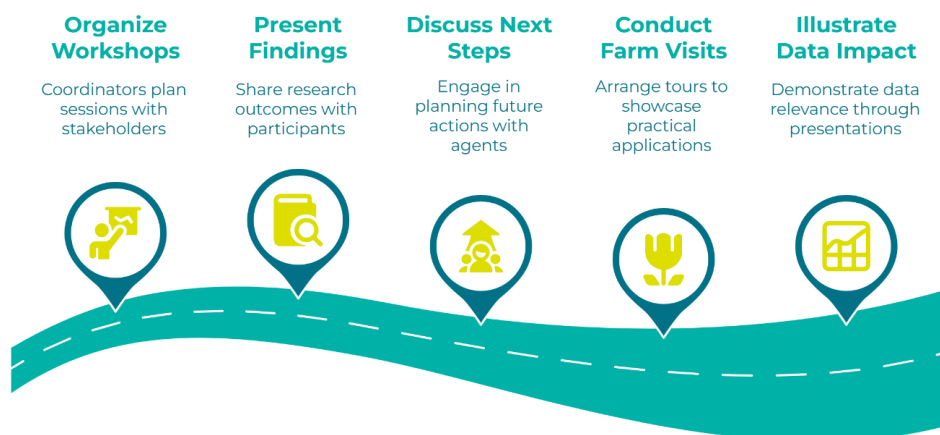 Organize
Workshops
Coordinators plan
sessions with
stakeholders
Present
Findings
Share research
outcomes with
participants
Discuss Next
Steps
Engage in
planning future
actions with
agents
Conduct
Farm Visits
Arrange tours to
showcase
practical
applications
Illustrate
Data Impact
Demonstrate data
relevance through
presentations